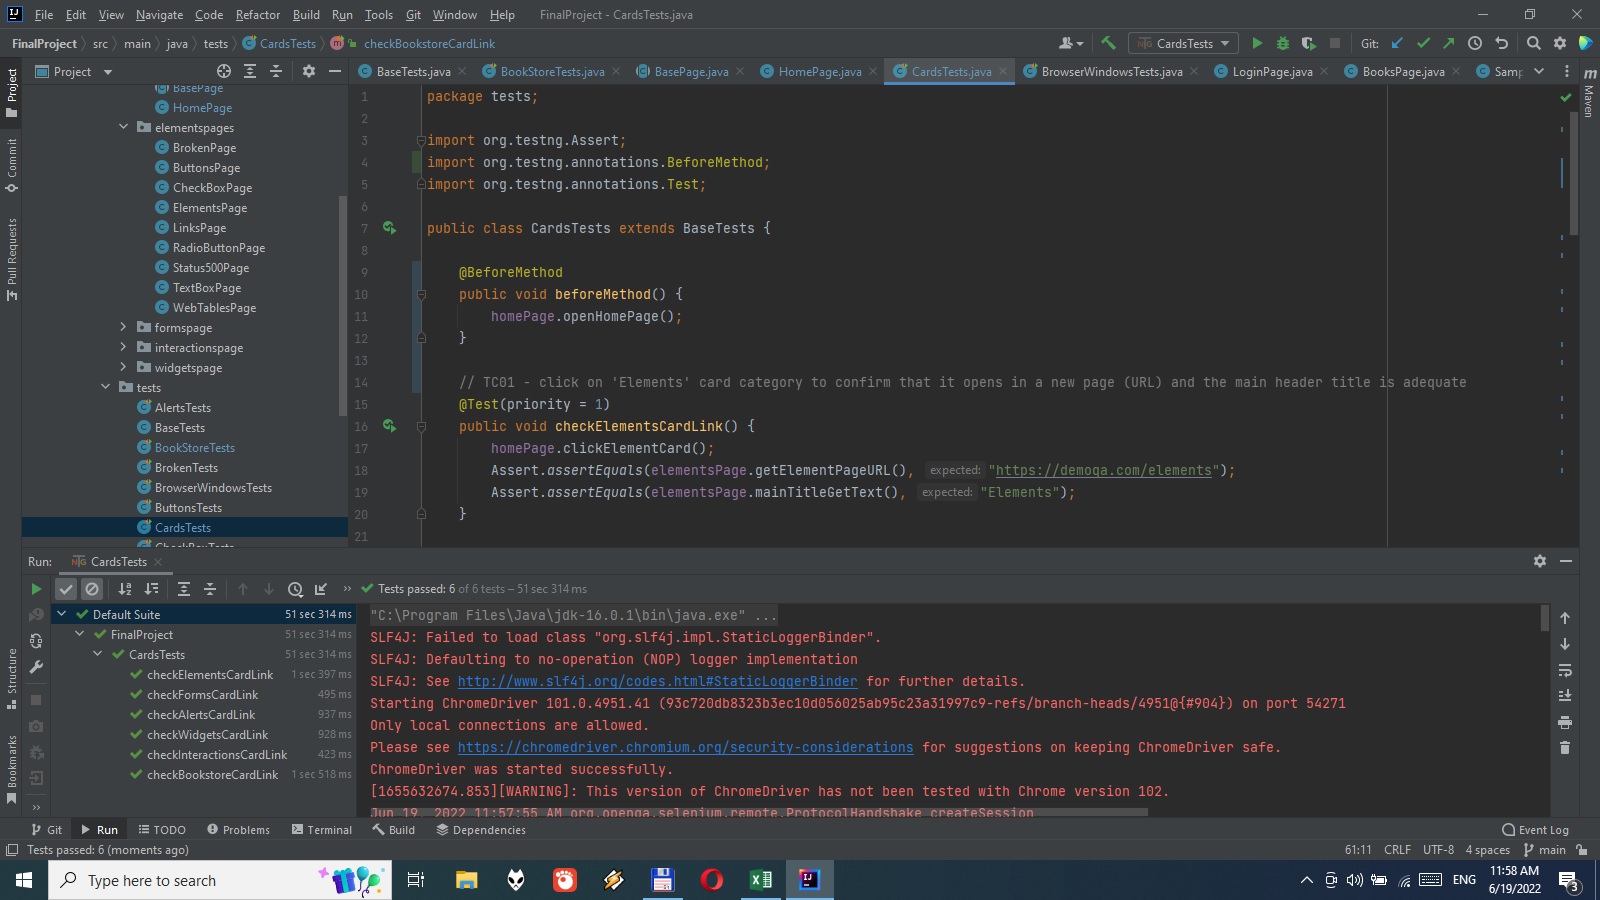 File Edit View Navigate Code Refactor Build Run Tools Git Window Help FinalProject - CardsTests.java
FinalProject src main java tests CardsTests checkBookstoreCardLink CardsTests Git:
Project
BaseTests.java BookStoreTests.java BasePage.java HomePage.java CardsTests.java BrowserWindowsTests.java LoginPage.java BooksPage.java Samp
Project
Commit
Pull Requests
Structure
Bookmarks
Maven
BasePage
HomePage
elementspages
BrokenPage
ButtonsPage
CheckBoxPage
ElementsPage
LinksPage
RadioButtonPage
Status500Page
TextBoxPage
WebTablesPage
formspage
interactionspage
widgetspage
tests
AlertsTests
BaseTests
BookStoreTests
BrokenTests
BrowserWindowsTests
ButtonsTests
CardsTests
CheckBoxTests
1 package tests;
2
3 import org.testng.Assert;
4 import org.testng.annotations.BeforeMethod;
5 import org.testng.annotations.Test;
6
7 public class CardsTests extends BaseTests {
8
9 @BeforeMethod
10 public void beforeMethod() {
11 homePage.openHomePage();
12 }
13
14 // TC01 - click on 'Elements' card category to confirm that it opens in a new page (URL) and the main header title is adequate
15 @Test(priority = 1)
16 public void checkElementsCardLink() {
17 homePage.clickElementCard();
18 Assert.assertEquals(elementsPage.getElementPageURL(), expected: "https://demoqa.com/elements");
19 Assert.assertEquals(elementsPage.mainTitleGetText(), expected: "Elements");
20 }
21
Run: CardsTests
Tests passed: 6 of 6 tests – 51 sec 314 ms
Default Suite 51 sec 314 ms
FinalProject 51 sec 314 ms
CardsTests 51 sec 314 ms
checkElementsCardLink 1 sec 397 ms
checkFormsCardLink 495 ms
checkAlertsCardLink 937 ms
checkWidgetsCardLink 928 ms
checkInteractionsCardLink 423 ms
checkBookstoreCardLink 1 sec 518 ms
"C:\Program Files\Java\jdk-16.0.1\bin\java.exe" ...
SLF4J: Failed to load class "org.slf4j.impl.StaticLoggerBinder".
SLF4J: Defaulting to no-operation (NOP) logger implementation
SLF4J: See http://www.slf4j.org/codes.html#StaticLoggerBinder for further details.
Starting ChromeDriver 101.0.4951.41 (93c720db8323b3ec10d056025ab95c23a31997c9-refs/branch-heads/4951@{#904}) on port 54271
Only local connections are allowed.
Please see https://chromedriver.chromium.org/security-considerations for suggestions on keeping ChromeDriver safe.
ChromeDriver was started successfully.
[1655632674.853][WARNING]: This version of ChromeDriver has not been tested with Chrome version 102.
Jun 19, 2022 11:57:55 AM org.openqa.selenium.remote.ProtocolHandshake createSession
Git Run TODO Problems Terminal Build Dependencies Event Log
Tests passed: 6 (moments ago) 61:11 CRLF UTF-8 4 spaces main
Type here to search ENG 11:58 AM
6/19/2022 3